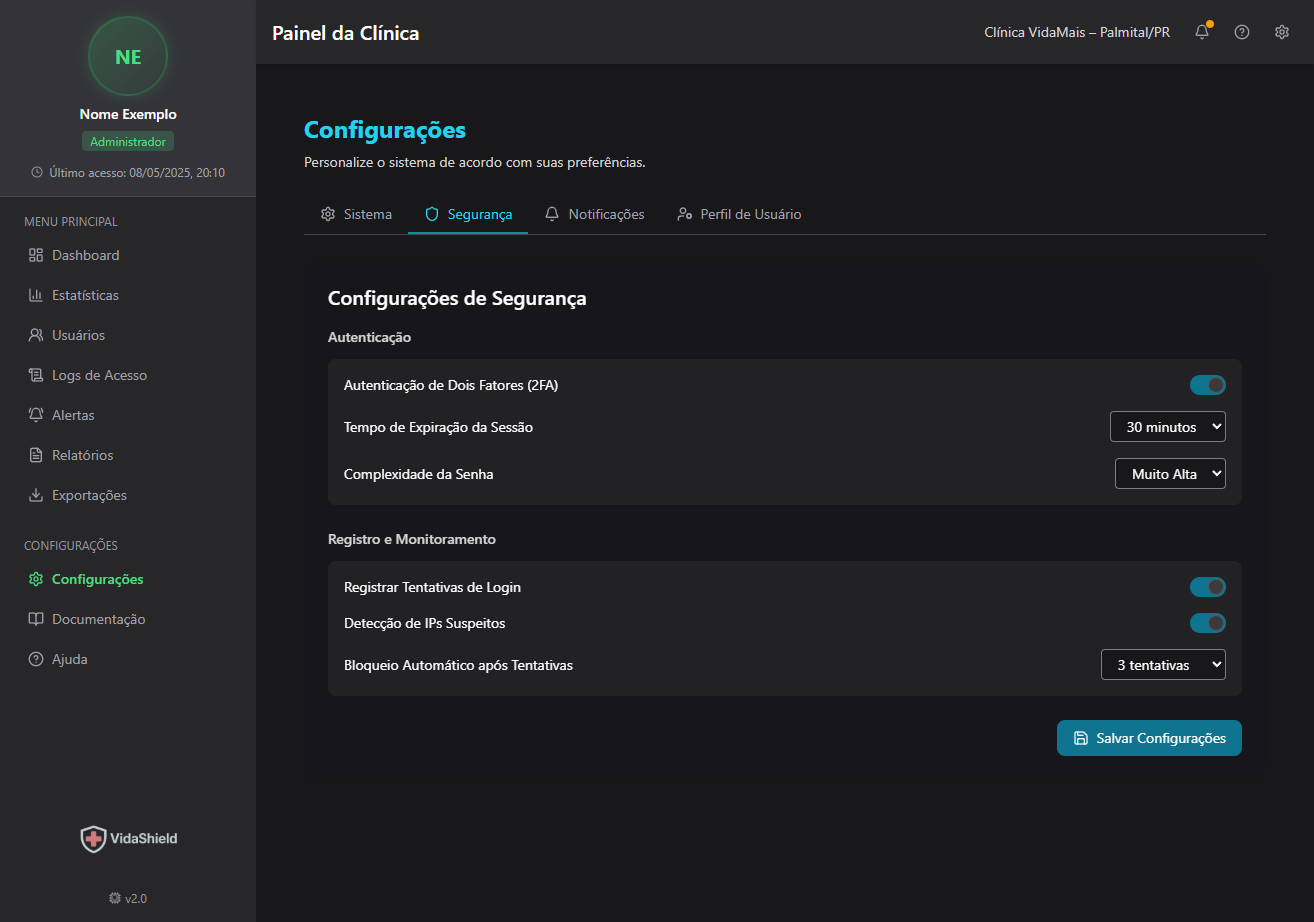 NE
Nome Exemplo
Administrador
Último acesso: 08/05/2025, 20:10
MENU PRINCIPAL
Dashboard
Estatísticas
Usuários
Logs de Acesso
Alertas
Relatórios
Exportações
CONFIGURAÇÕES
Configurações
Documentação
Ajuda
VidaShield
v2.0
Painel da Clínica
Clínica VidaMais – Palmital/PR
Configurações
Personalize o sistema de acordo com suas preferências.
Sistema
Segurança
Notificações
Perfil de Usuário
Configurações de Segurança
Autenticação
Autenticação de Dois Fatores (2FA)
Tempo de Expiração da Sessão
30 minutos
Complexidade da Senha
Muito Alta
Registro e Monitoramento
Registrar Tentativas de Login
Detecção de IPs Suspeitos
Bloqueio Automático após Tentativas
3 tentativas
Salvar Configurações